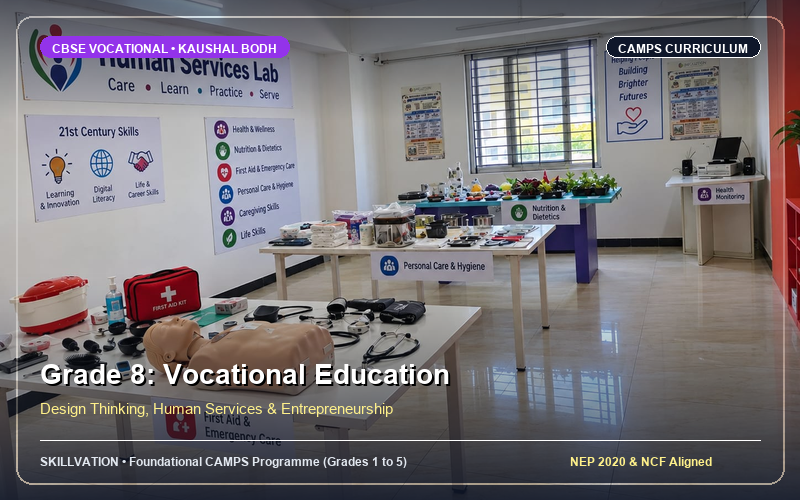 CBSE VOCATIONAL • KAUSHAL BODH
CAMPS CURRICULUM
Human Services Lab
Care • Learn • Practice • Serve
21st Century Skills
Learning
& Innovation
Digital
Literacy
Life &
Career Skills
Health & Wellness
Nutrition & Dietetics
First Aid & Emergency Care
Personal Care & Hygiene
Caregiving Skills
Life Skills
Building
Brighter
Futures
Health
Monitoring
Nutrition &
Dietetics
Personal Care & Hygiene
FIRST AID KIT
Grade 8: Vocational Education
Design Thinking, Human Services & Entrepreneurship
First Aid &
Emergency Care
SKILLVATION • Foundational CAMPS Programme (Grades 1 to 5)
NEP 2020 & NCF Aligned